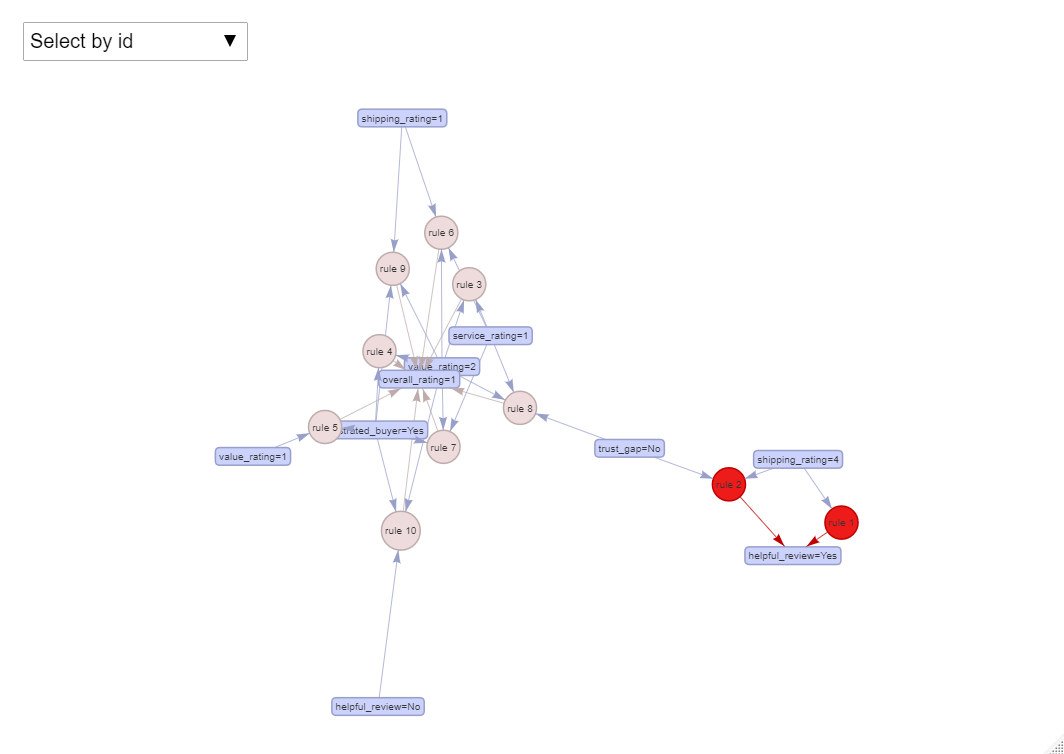 Select by id ▼
shipping_rating=1
rule 6
rule 9
rule 3
service_rating=1
rule 4
value_rating=2
overall_rating=1
rule 8
rule 5
trated_buyer=Yes
rule 7
trust_gap=No
value_rating=1
shipping_rating=4
rule 2
rule 1
rule 10
helpful_review=Yes
helpful_review=No